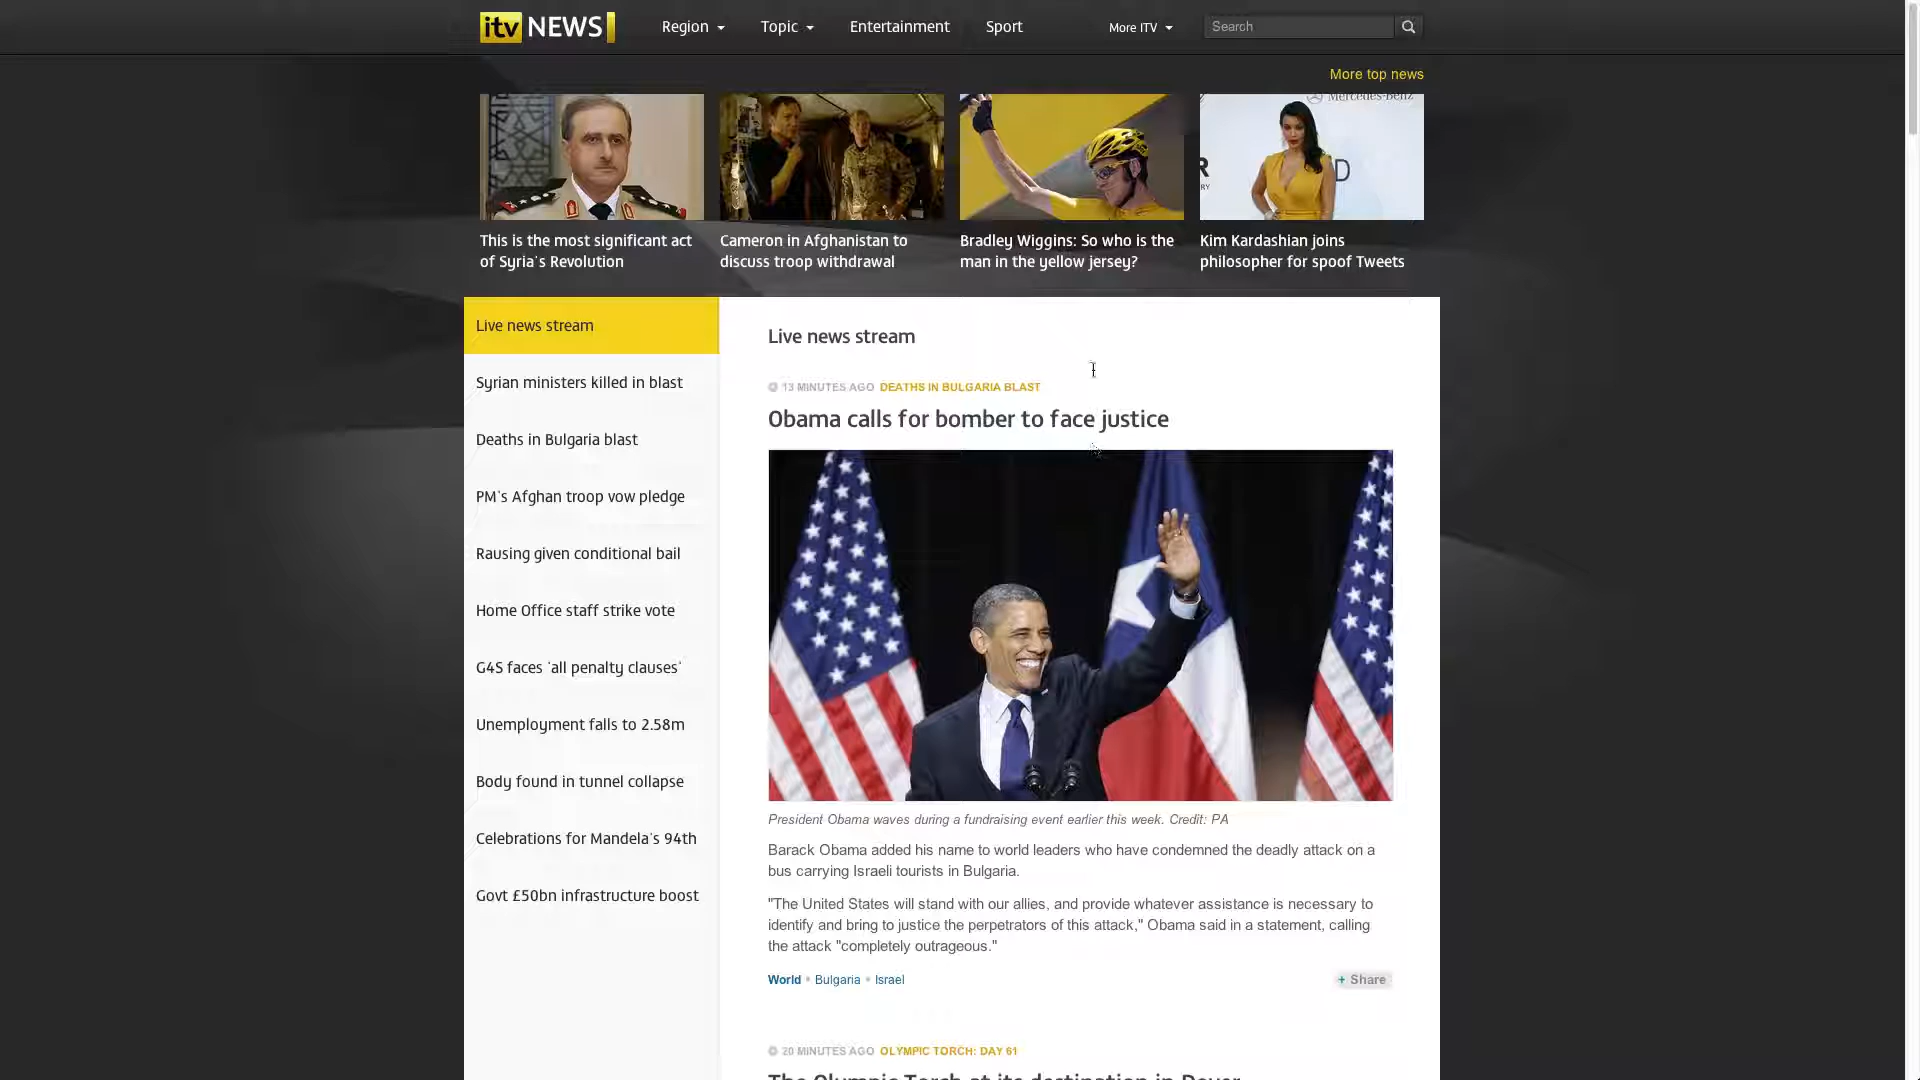 itv NEWS
Region
Topic
Entertainment
Sport
More ITV
Search
More top news
Mercedes-Benz
This is the most significant act
of Syria's Revolution
Cameron in Afghanistan to
discuss troop withdrawal
Bradley Wiggins: So who is the
man in the yellow jersey?
Kim Kardashian joins
philosopher for spoof Tweets
Live news stream
Syrian ministers killed in blast
Deaths in Bulgaria blast
PM's Afghan troop vow pledge
Rausing given conditional bail
Home Office staff strike vote
G4S faces 'all penalty clauses'
Unemployment falls to 2.58m
Body found in tunnel collapse
Celebrations for Mandela's 94th
Govt £50bn infrastructure boost
Live news stream
13 MINUTES AGO DEATHS IN BULGARIA BLAST
Obama calls for bomber to face justice
President Obama waves during a fundraising event earlier this week. Credit: PA
Barack Obama added his name to world leaders who have condemned the deadly attack on a
bus carrying Israeli tourists in Bulgaria.
"The United States will stand with our allies, and provide whatever assistance is necessary to
identify and bring to justice the perpetrators of this attack," Obama said in a statement, calling
the attack "completely outrageous."
World • Bulgaria • Israel
+ Share
20 MINUTES AGO OLYMPIC TORCH: DAY 61
The Olympic Torch at its destination in Dover